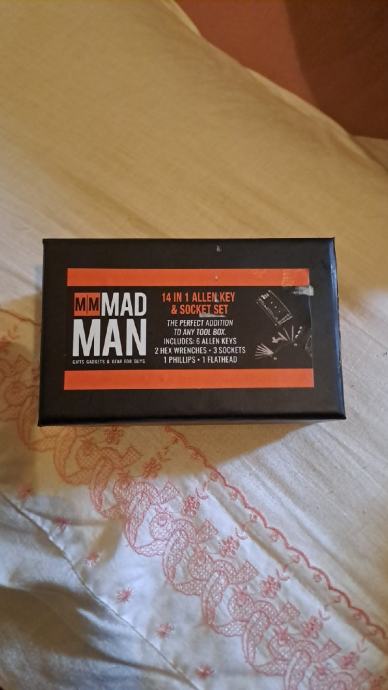 MM MAD
MAN
GIFTS GADGETS & GEAR FOR GUYS
14 IN 1 ALLEN KEY
& SOCKET SET
THE PERFECT ADDITION
TO ANY TOOL BOX.
INCLUDES: 6 ALLEN KEYS
2 HEX WRENCHES • 3 SOCKETS
1 PHILLIPS • 1 FLATHEAD